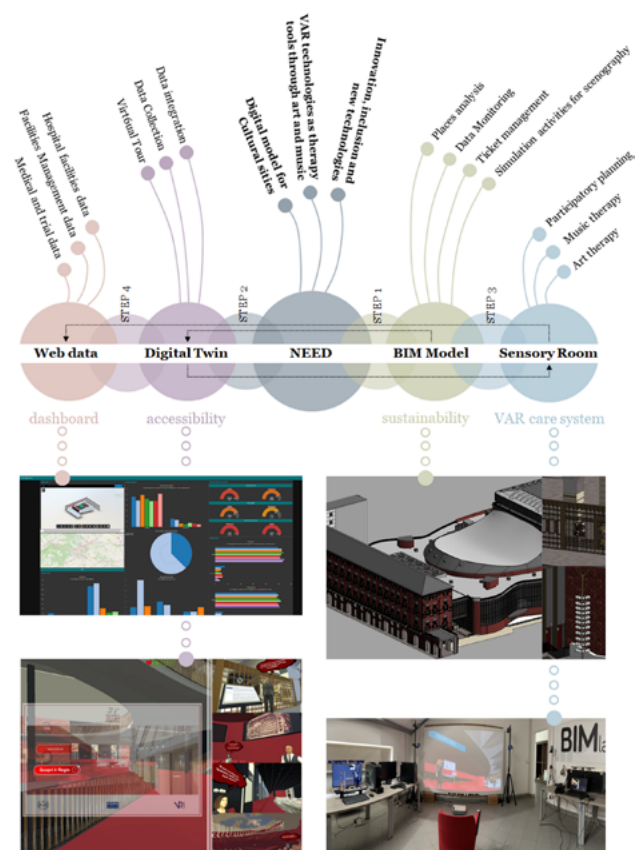 Hospital facilities data
Facilities Management data
Medical and trial data
Data integration
Data Collection
Virt6ual Tour
Innovation, inclusion and
new technologies
VAR technologies as therapy
tools through art and music
Digital model for
Cultural sities
Places analysis
Data Monitoring
Ticket management
Simulation activities for scenography
Participatory planning
Music therapy
Art therapy
STEP 4
STEP 2
STEP 1
STEP 3
Web data
Digital Twin
NEED
BIM Model
Sensory Room
dashboard
accessibility
sustainability
VAR care system
BIM